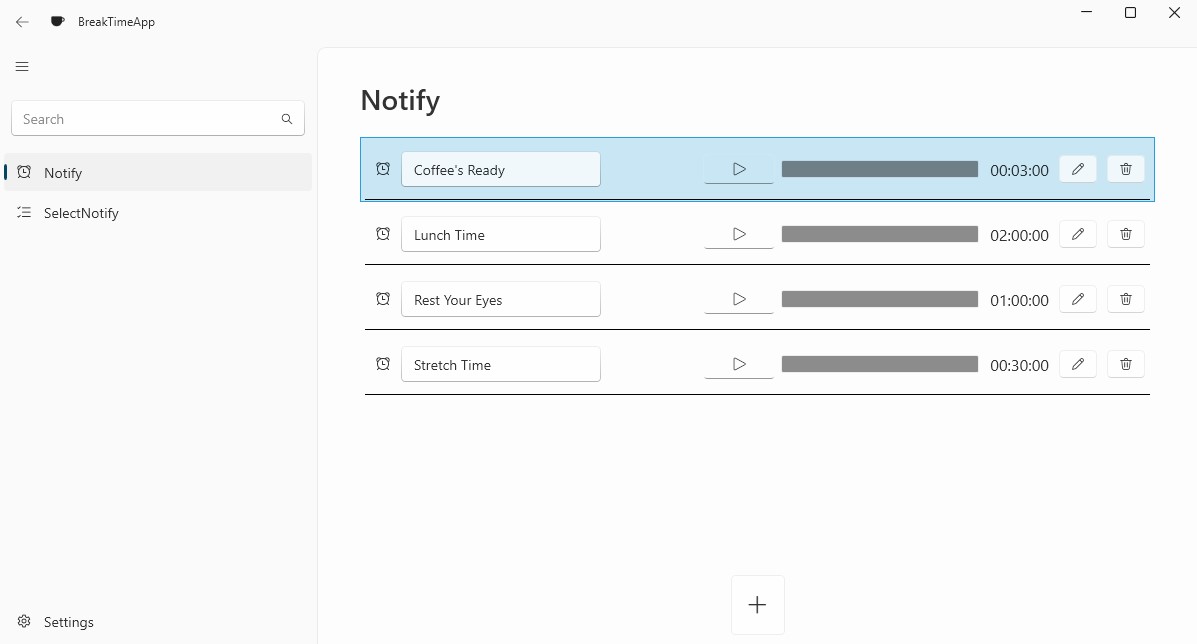 BreakTimeApp
Search
Notify
SelectNotify
Settings
Notify
Coffee's Ready 00:03:00
Lunch Time 02:00:00
Rest Your Eyes 01:00:00
Stretch Time 00:30:00